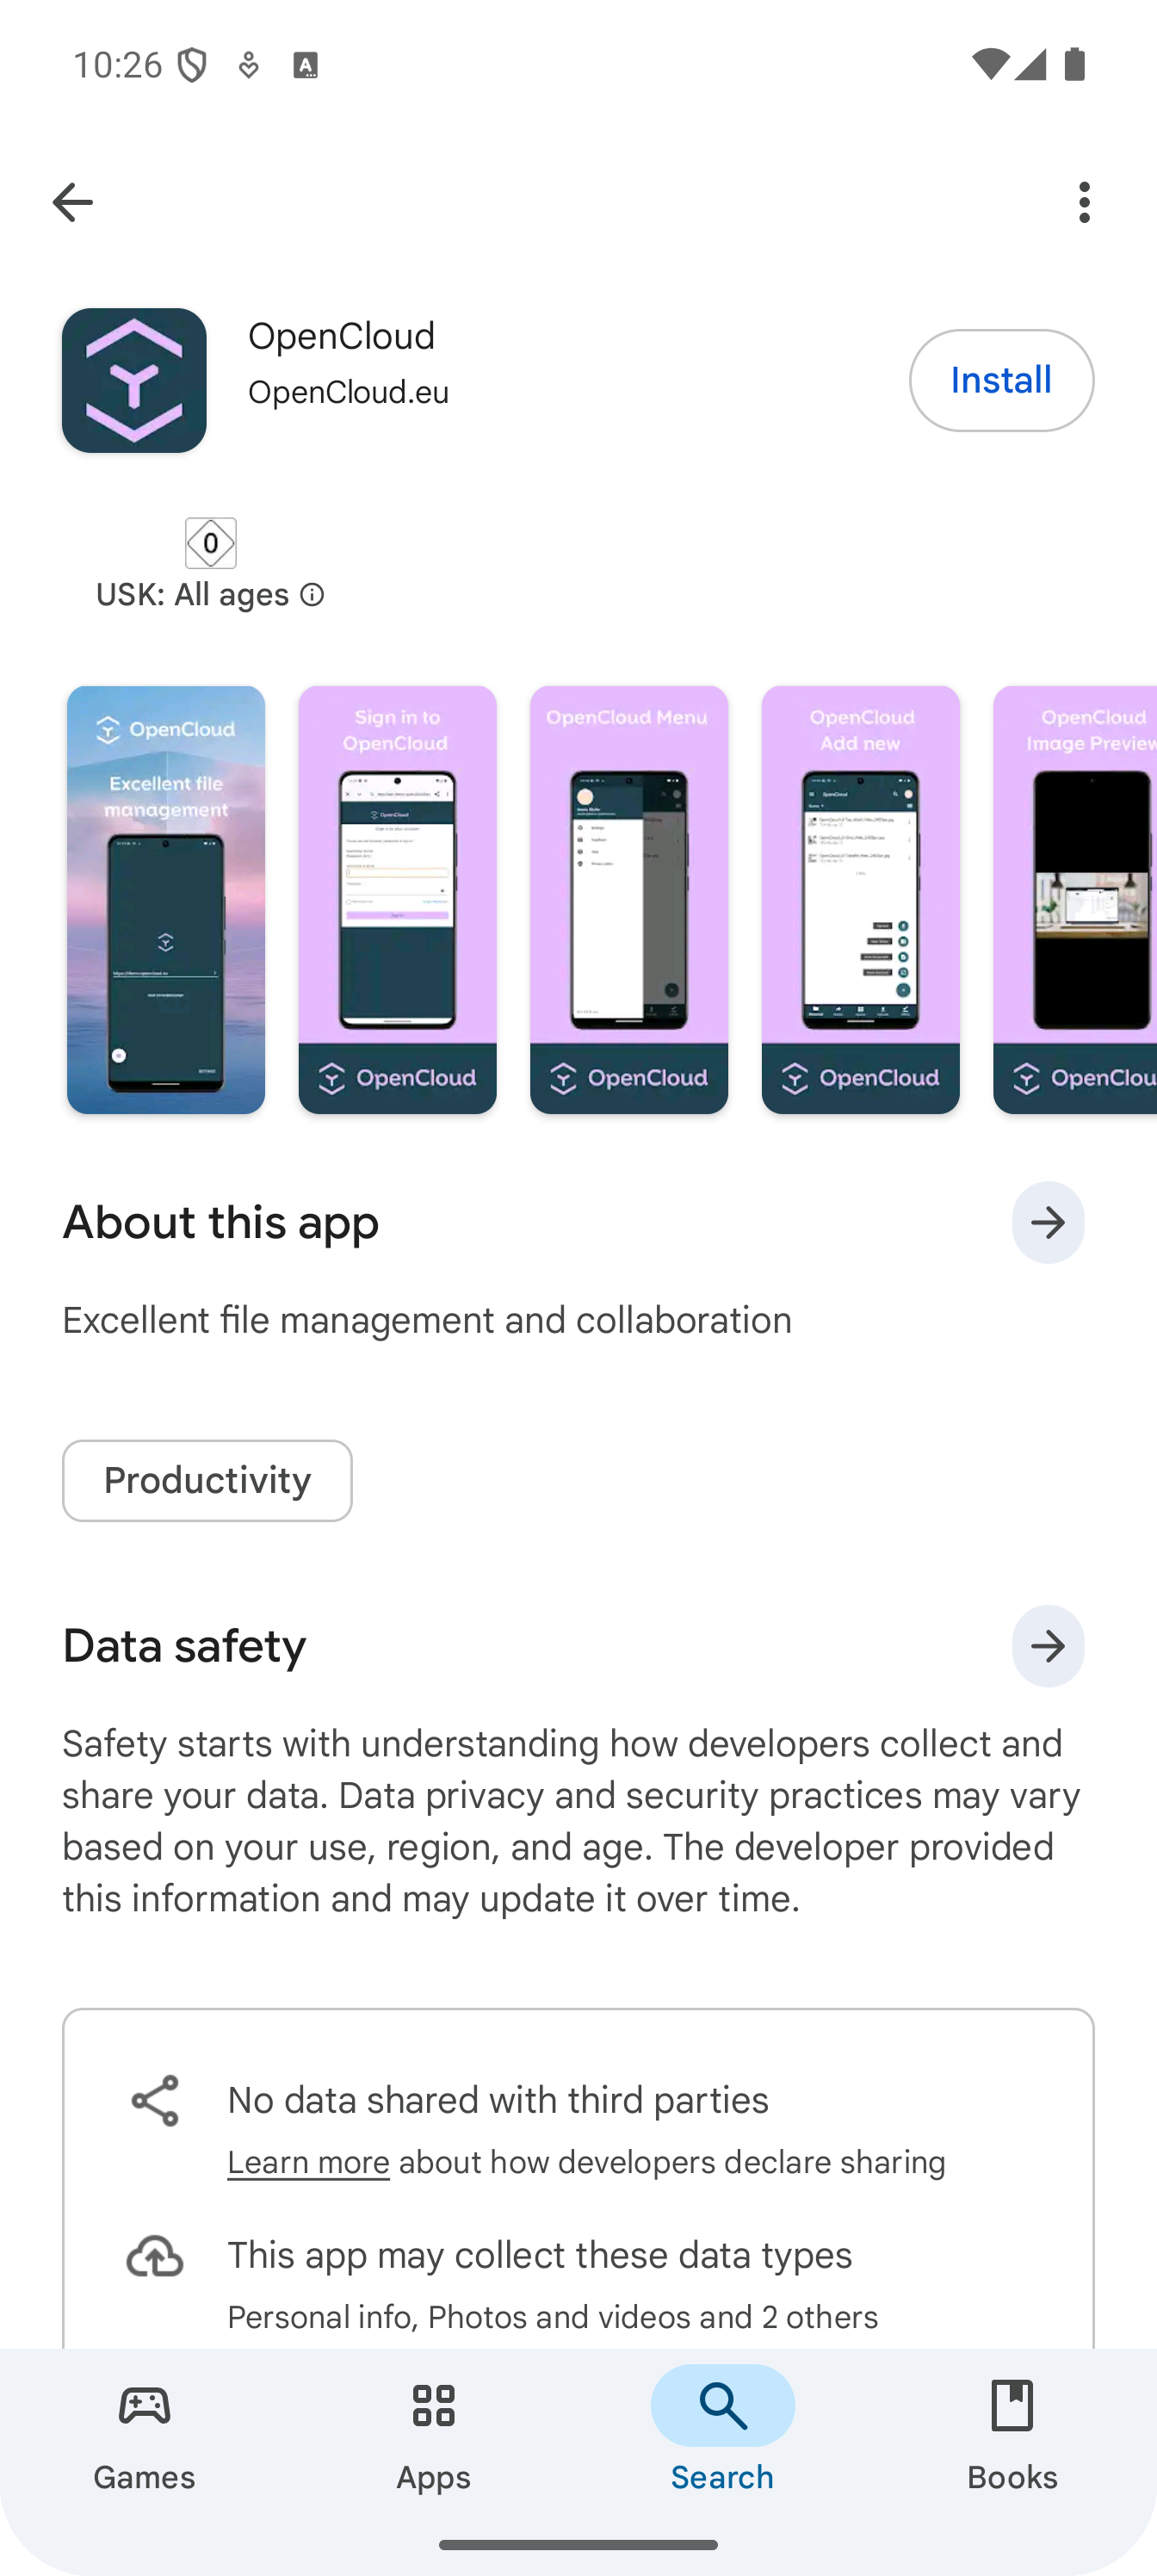 10:26
OpenCloud
OpenCloud.eu
Install
0
USK: All ages
OpenCloud
Excellent file
management
Sign in to
OpenCloud
OpenCloud
OpenCloud Menu
OpenCloud
OpenCloud
Add new
OpenCloud
OpenCloud
Image Preview
OpenClou
About this app
Excellent file management and collaboration
Productivity
Data safety
Safety starts with understanding how developers collect and
share your data. Data privacy and security practices may vary
based on your use, region, and age. The developer provided
this information and may update it over time.
No data shared with third parties
Learn more about how developers declare sharing
This app may collect these data types
Personal info, Photos and videos and 2 others
Games
Apps
Search
Books